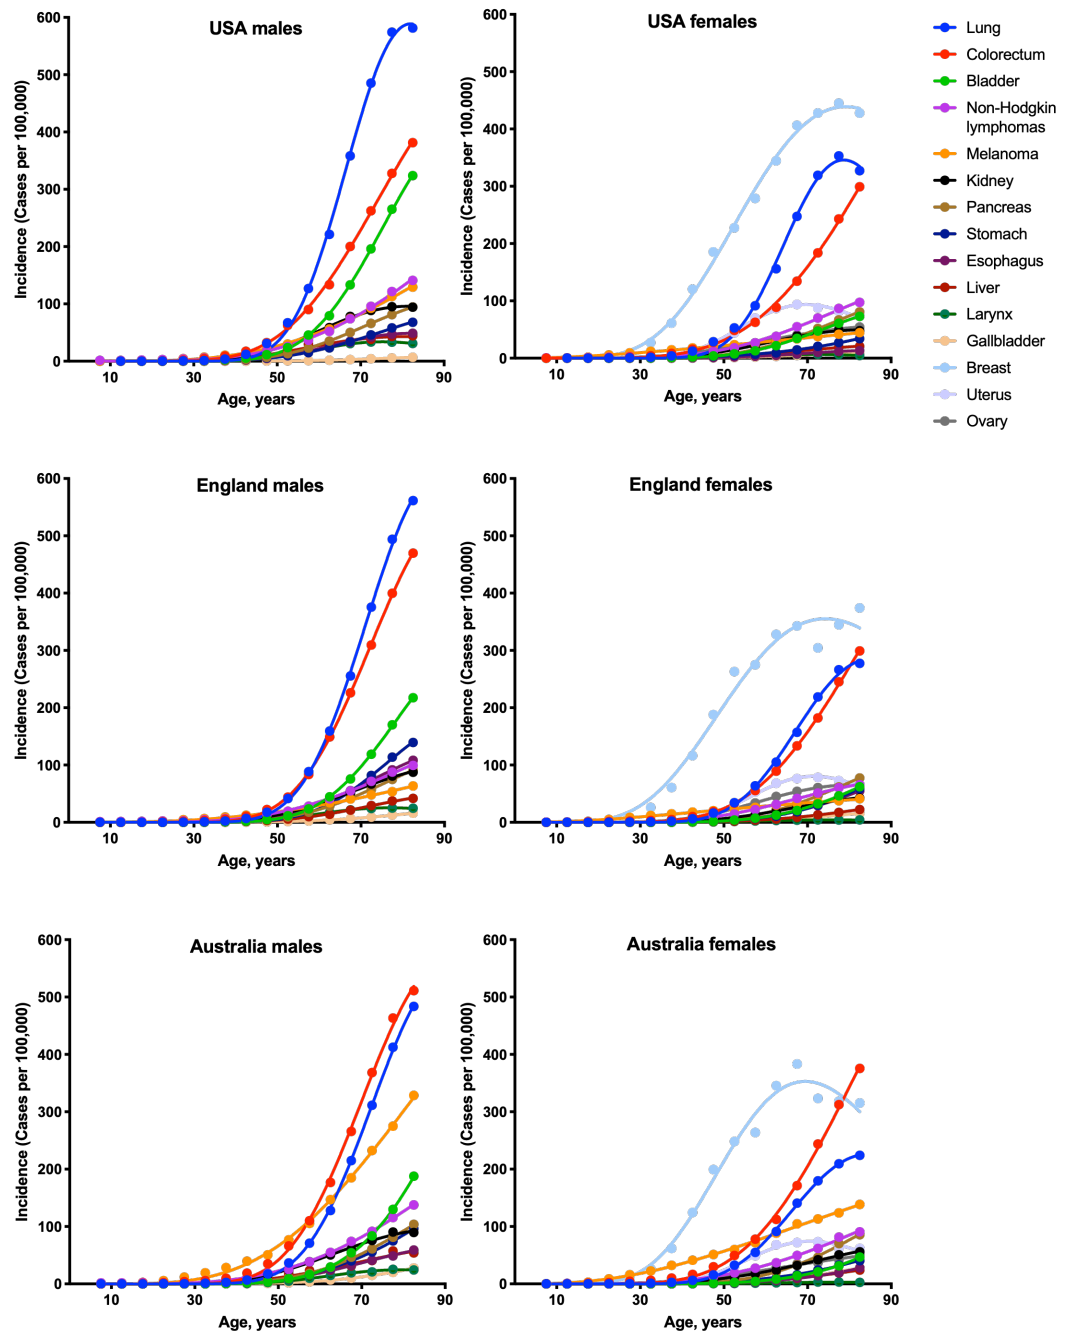 USA males
600
500
400
300
200
100
0
10
30
50
70
90
Incidence (Cases per 100,000)
Age, years
USA females
600
500
400
300
200
100
0
10
30
50
70
90
Incidence (Cases per 100,000)
Age, years
Lung
Colorectum
Bladder
Non-Hodgkin
lymphomas
Melanoma
Kidney
Pancreas
Stomach
Esophagus
Liver
Larynx
Gallbladder
Breast
Uterus
Ovary
England males
600
500
400
300
200
100
0
10
30
50
70
90
Incidence (Cases per 100,000)
Age, years
England females
600
500
400
300
200
100
0
10
30
50
70
90
Incidence (Cases per 100,000)
Age, years
Australia males
600
500
400
300
200
100
0
10
30
50
70
90
Incidence (Cases per 100,000)
Age, years
Australia females
600
500
400
300
200
100
0
10
30
50
70
90
Incidence (Cases per 100,000)
Age, years